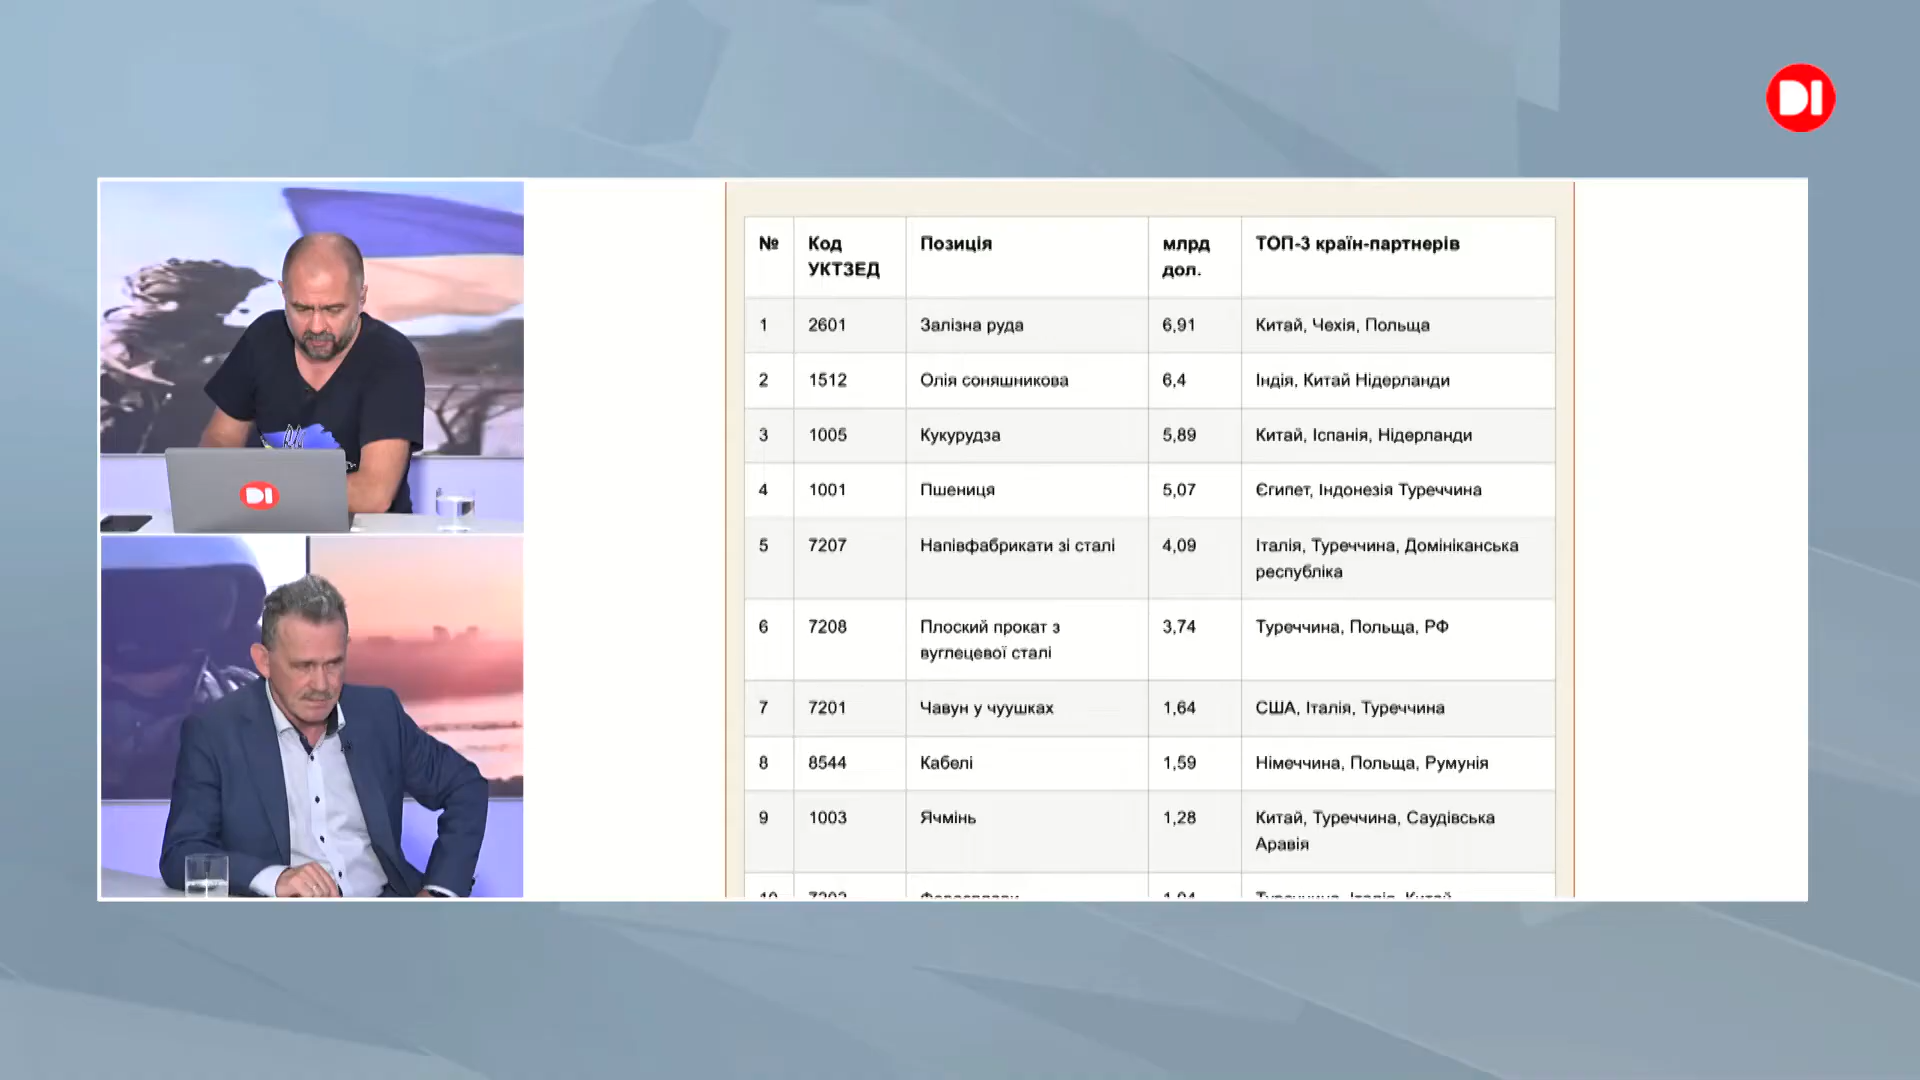 DI
№ Код УКТЗЕД Позиція млрд дол. ТОП-3 країн-партнерів
1 2601 Залізна руда 6,91 Китай, Чехія, Польща
2 1512 Олія соняшникова 6,4 Індія, Китай Нідерланди
3 1005 Кукурудза 5,89 Китай, Іспанія, Нідерланди
4 1001 Пшениця 5,07 Єгипет, Індонезія Туреччина
5 7207 Напівфабрикати зі сталі 4,09 Італія, Туреччина, Домініканська
республіка
6 7208 Плоский прокат з 3,74 Туреччина, Польща, РФ
вуглецевої сталі
7 7201 Чавун у чуушках 1,64 США, Італія, Туреччина
8 8544 Кабелі 1,59 Німеччина, Польща, Румунія
9 1003 Ячмінь 1,28 Китай, Туреччина, Саудівська
Аравія
DI